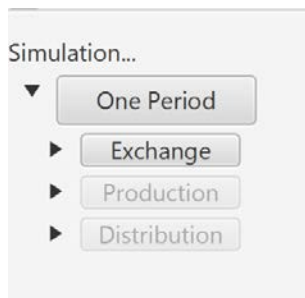 Simulation...
One Period
Exchange
Production
Distribution